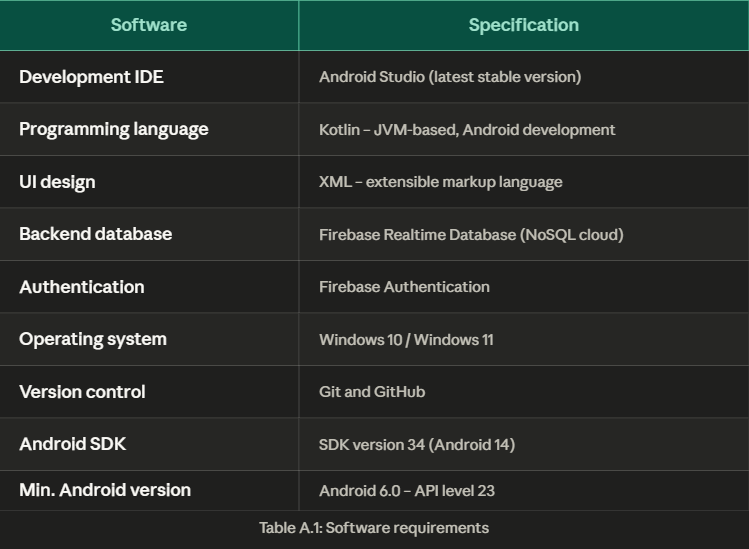 Software Specification
Development IDE Android Studio (latest stable version)
Programming language Kotlin – JVM-based, Android development
UI design XML – extensible markup language
Backend database Firebase Realtime Database (NoSQL cloud)
Authentication Firebase Authentication
Operating system Windows 10 / Windows 11
Version control Git and GitHub
Android SDK SDK version 34 (Android 14)
Min. Android version Android 6.0 – API level 23
Table A.1: Software requirements